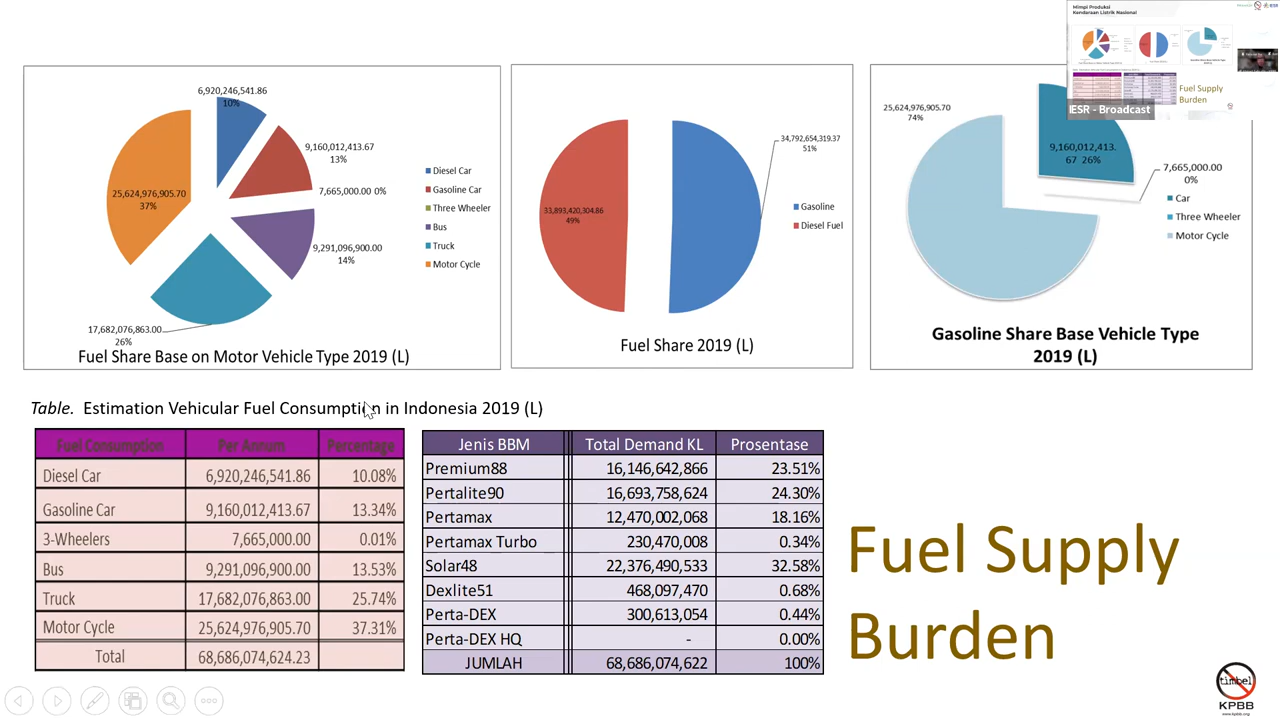 Mimpi Produksi
Kendaraan Listrik Nasional
IESR
Fuel Supply
Burden
IESR - Broadcast
6,920,246,541.86
10%
9,160,012,413.67
13%
7,665,000.00 0%
9,291,096,900.00
14%
17,682,076,863.00
26%
25,624,976,905.70
37%
Diesel Car
Gasoline Car
Three Wheeler
Bus
Truck
Motor Cycle
Fuel Share Base on Motor Vehicle Type 2019 (L)
34,792,654,319.37
51%
33,893,420,304.86
49%
Gasoline
Diesel Fuel
Fuel Share 2019 (L)
25,624,976,905.70
74%
9,160,012,413.
67 26%
7,665,000.00
0%
Car
Three Wheeler
Motor Cycle
Gasoline Share Base Vehicle Type
2019 (L)
Table. Estimation Vehicular Fuel Consumption in Indonesia 2019 (L)
Fuel Consumption Per Annum Percentage
Diesel Car 6,920,246,541.86 10.08%
Gasoline Car 9,160,012,413.67 13.34%
3-Wheelers 7,665,000.00 0.01%
Bus 9,291,096,900.00 13.53%
Truck 17,682,076,863.00 25.74%
Motor Cycle 25,624,976,905.70 37.31%
Total 68,686,074,624.23
Jenis BBM Total Demand KL Prosentase
Premium88 16,146,642,866 23.51%
Pertalite90 16,693,758,624 24.30%
Pertamax 12,470,002,068 18.16%
Pertamax Turbo 230,470,008 0.34%
Solar48 22,376,490,533 32.58%
Dexlite51 468,097,470 0.68%
Perta-DEX 300,613,054 0.44%
Perta-DEX HQ - 0.00%
JUMLAH 68,686,074,622 100%
Fuel Supply
Burden
timbel
KPBB
www.kpbb.org